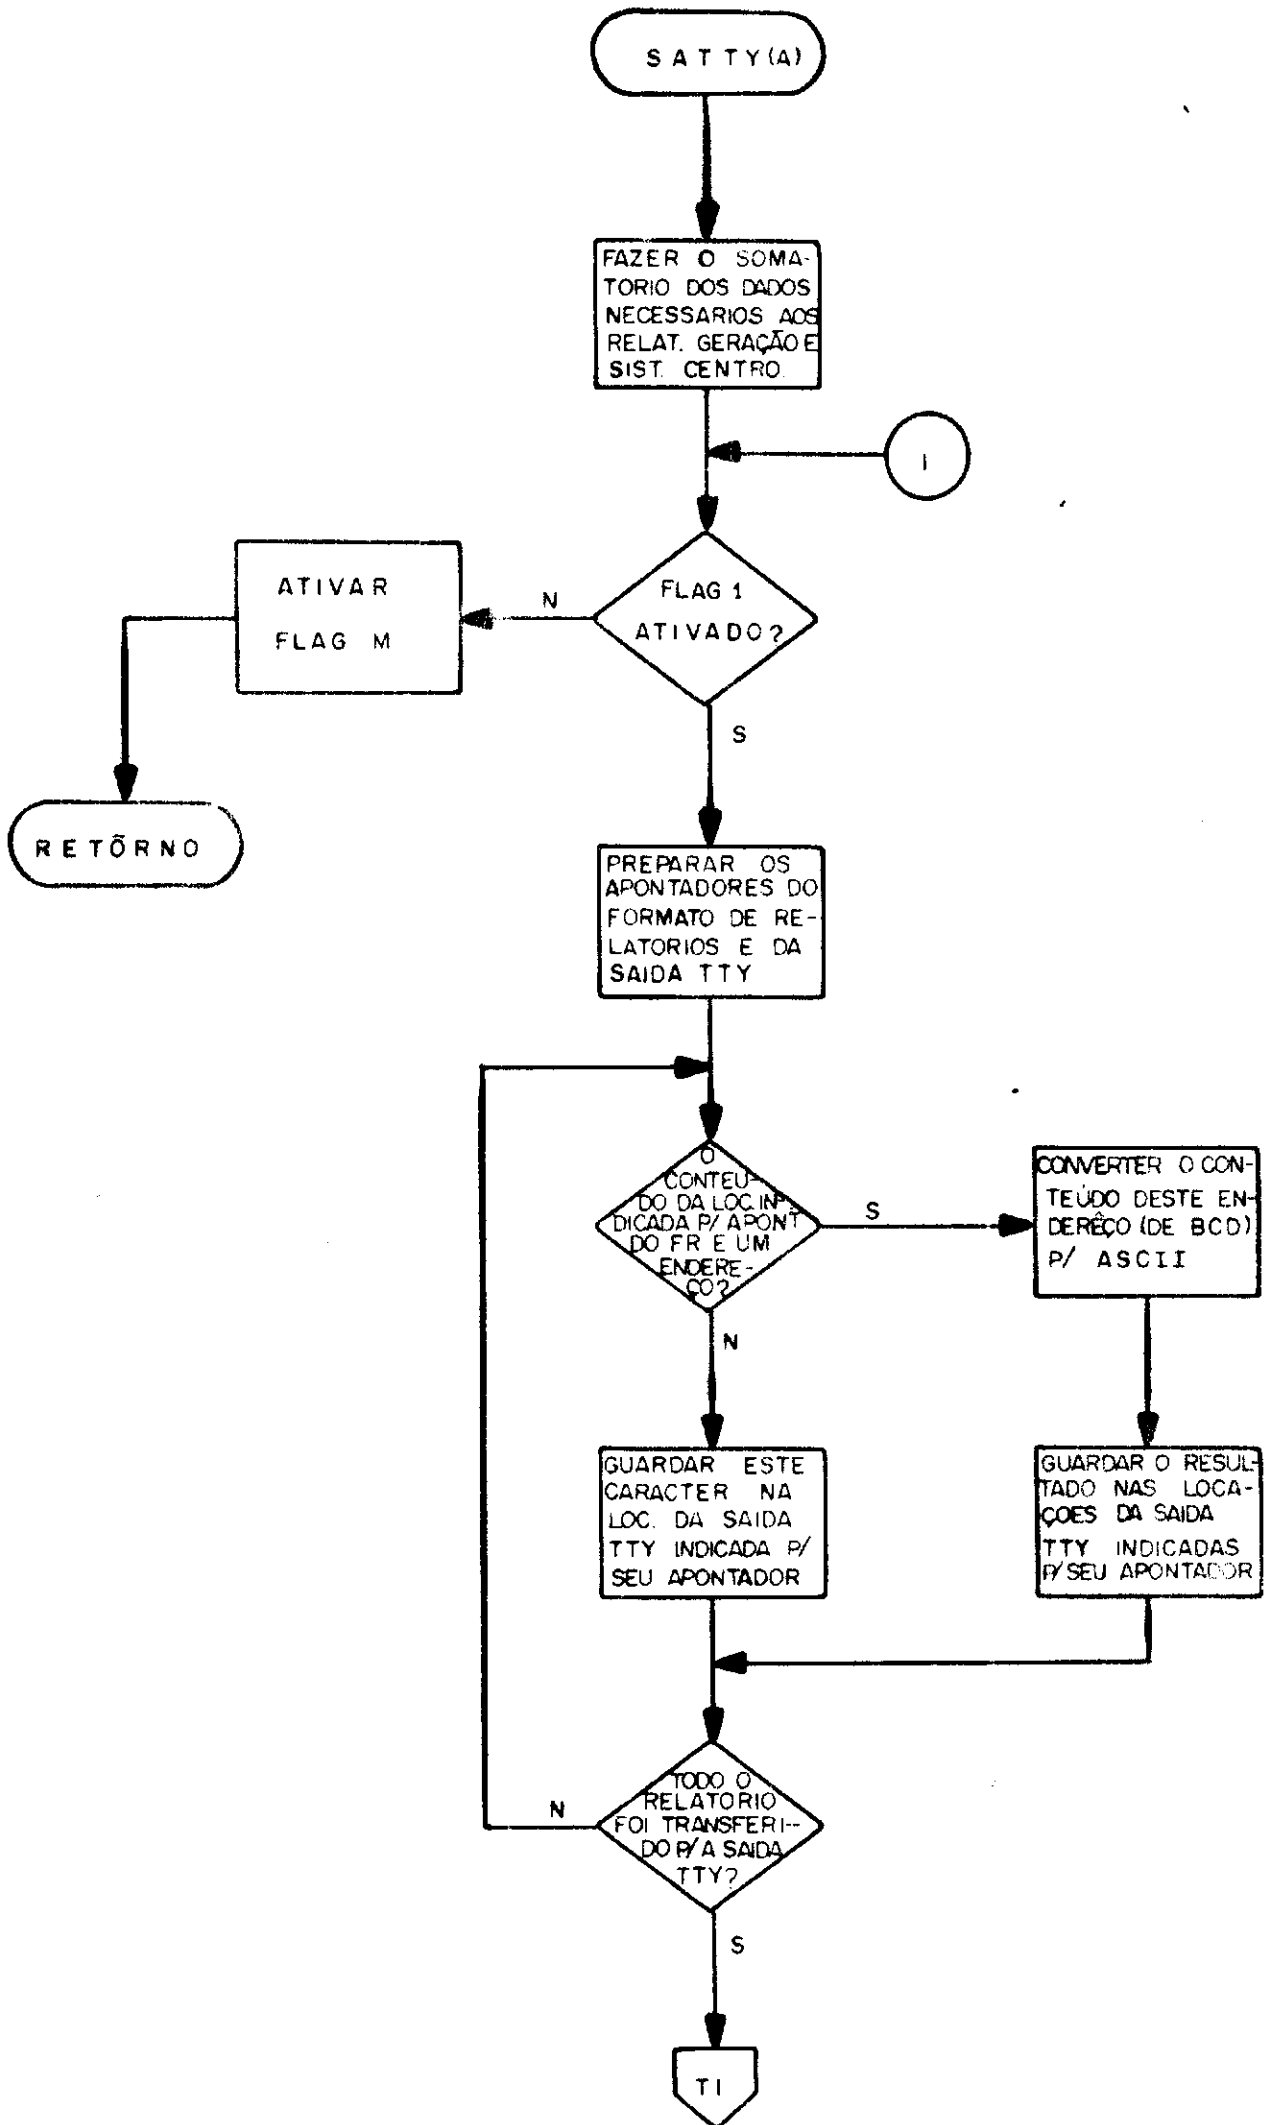 SATTY(A)
FAZER O SOMA-
TORIO DOS DADOS
NECESSARIOS AOS
RELAT. GERAÇÃO E
SIST. CENTRO.
1
FLAG 1
ATIVADO?
N
ATIVAR
FLAG M
RETÕRNO
S
PREPARAR OS
APONTADORES DO
FORMATO DE RE-
LATORIOS E DA
SAIDA TTY
O
CONTEU-
DO DA LOC. IN-
DICADA P/ APONT
DO FR E UM
ENDERE-
ÇO?
S
CONVERTER O CON-
TEÚDO DESTE EN-
DERÊÇO (DE BCD)
P/ ASCII
N
GUARDAR ESTE
CARACTER NA
LOC. DA SAIDA
TTY INDICADA P/
SEU APONTADOR
GUARDAR O RESUL-
TADO NAS LOCA-
ÇOES DA SAIDA
TTY INDICADAS
P/ SEU APONTADOR
TODO O
RELATORIO
FOI TRANSFERI-
DO P/A SAIDA
TTY?
N
S
T1